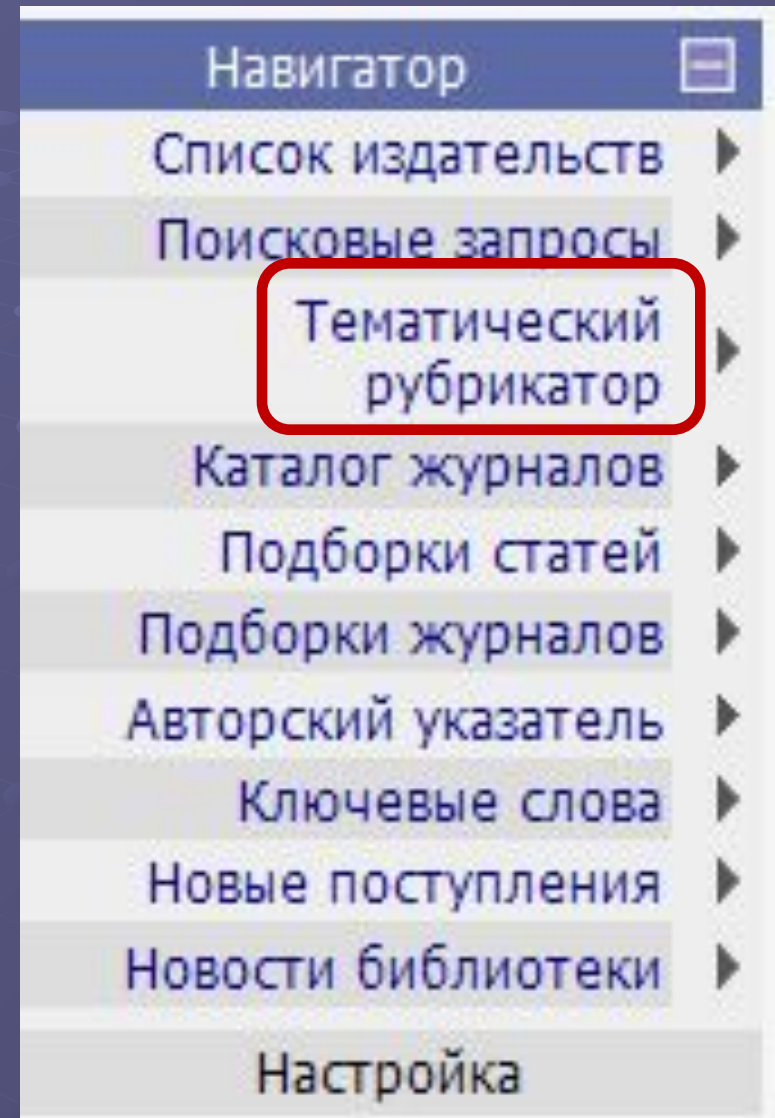 Навигатор
Список издательств
Поисковые запросы
Тематический
рубрикатор
Каталог журналов
Подборки статей
Подборки журналов
Авторский указатель
Ключевые слова
Новые поступления
Новости библиотеки
Настройка